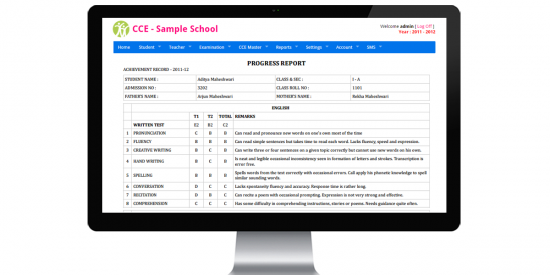 CCE - Sample School
Welcome admin [ Log Off ]
Year : 2011 - 2012
Home Student Teacher Examination CCE Master Reports Settings Account SMS
PROGRESS REPORT
ACHIEVEMENT RECORD - 2011-12
STUDENT NAME : Aditya Maheshwari CLASS & SEC : I - A
ADMISSION NO : 3202 CLASS ROLL NO : 1101
FATHER'S NAME : Arjun Maheshwari MOTHER'S NAME : Rekha Maheshwari
ENGLISH
T1 T2 TOTAL REMARKS
WRITTEN TEST E2 B2 C2
1 PRONUNCIATION C B B Can read and pronounce new words on one's own most of the time
2 FLUENCY B B B Can read simple sentences but takes time to read each word. Lacks fluency, speed and expression.
3 CREATIVE WRITING B C B Can write three or four sentences on a given topic correctly but cannot use new words on his own.
4 HAND WRITING B C B Is neat and legible occasional inconsistency seen in formation of letters and strokes. Transcription is
error free.
5 SPELLING B B B Spells words from the text correctly with occasional errors. Call apply his phonetic knowledge to spell
similar sounding words.
6 CONVERSATION D C C Lacks spontaneity fluency and accuracy. Response time is rather long.
7 RECITATION D B C Can recite a poem with occasional prompting. Expression is not very strong and effective.
8 COMPREHENSION C C C Has some difficulty in comprehending instructions, stories or poems. Needs guidance quite often.